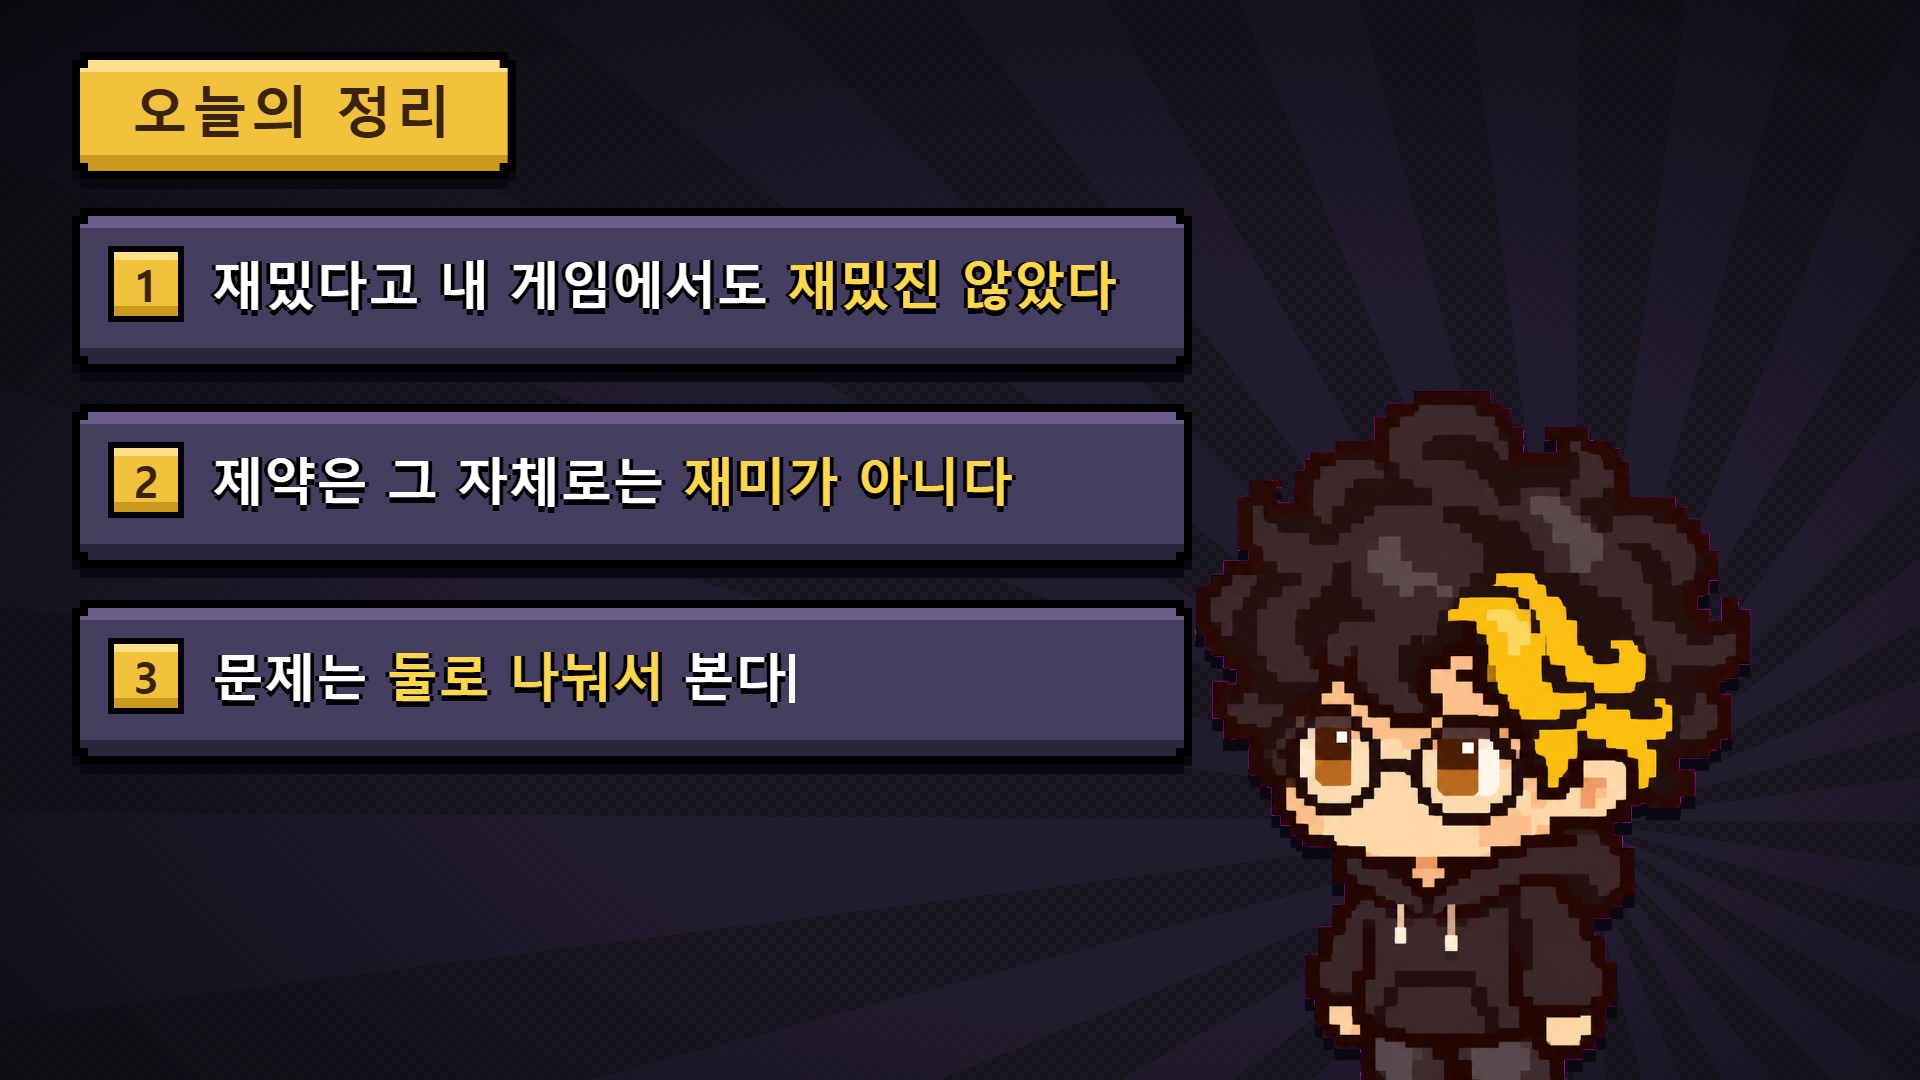 오늘의 정리
1 재밌다고 내 게임에서도 재밌진 않았다
2 제약은 그 자체로는 재미가 아니다
3 문제는 둘로 나눠서 본다